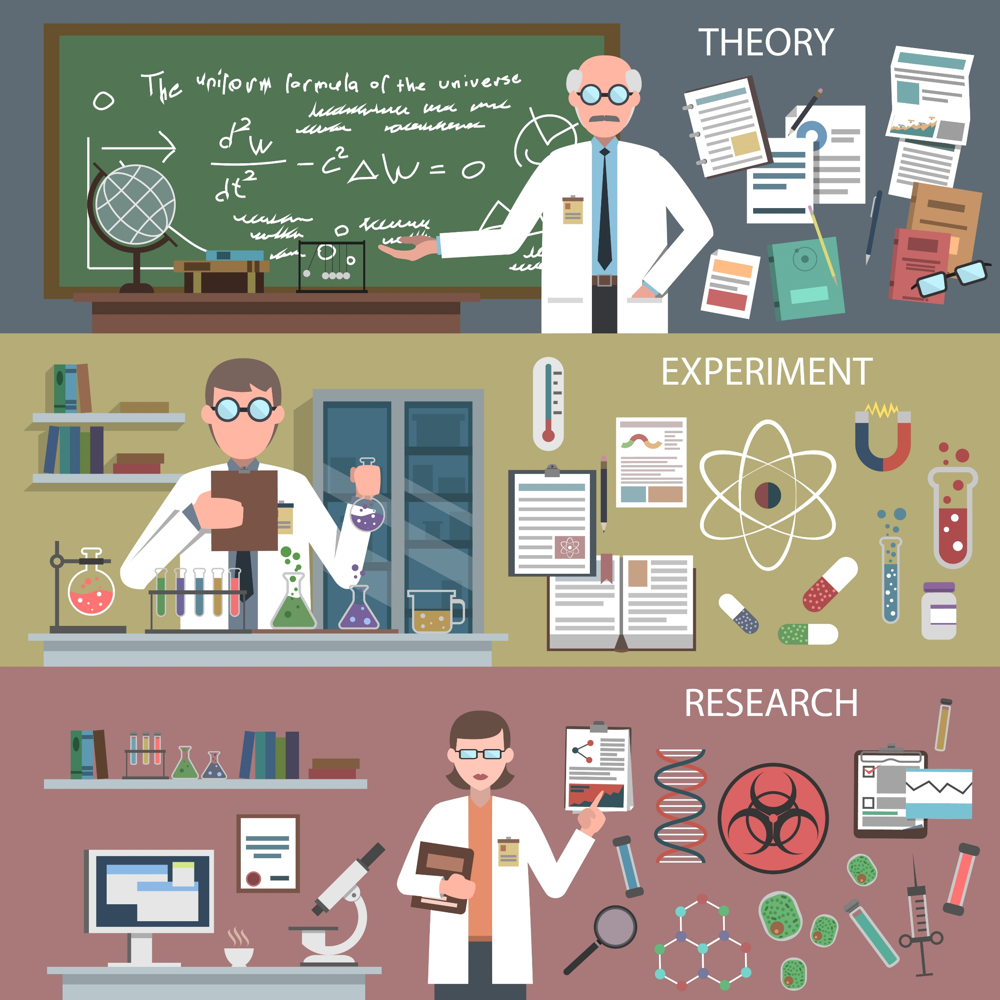 THEORY
The uniform formula of the universe
d²W
dt²
- c²ΔW = 0
EXPERIMENT
RESEARCH